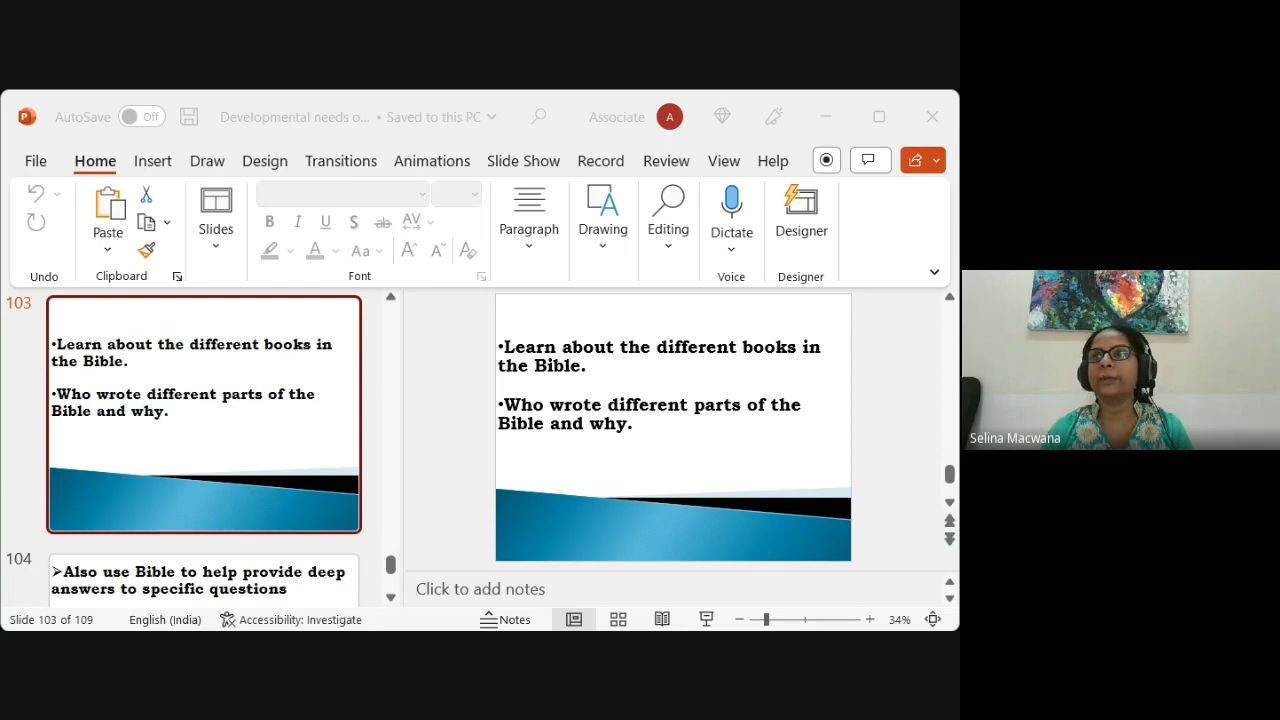 AutoSave Off Developmental needs o... • Saved to this PC Associate A
File Home Insert Draw Design Transitions Animations Slide Show Record Review View Help
Paste Slides B I U S ab AV Aa A A A Paragraph Drawing Editing Dictate Designer
Undo Clipboard Font Voice Designer
103
•Learn about the different books in
the Bible.
•Who wrote different parts of the
Bible and why.
104
➢Also use Bible to help provide deep
answers to specific questions
•Learn about the different books in
the Bible.
•Who wrote different parts of the
Bible and why.
Click to add notes
Slide 103 of 109 English (India) Accessibility: Investigate Notes 34%
Selina Macwana